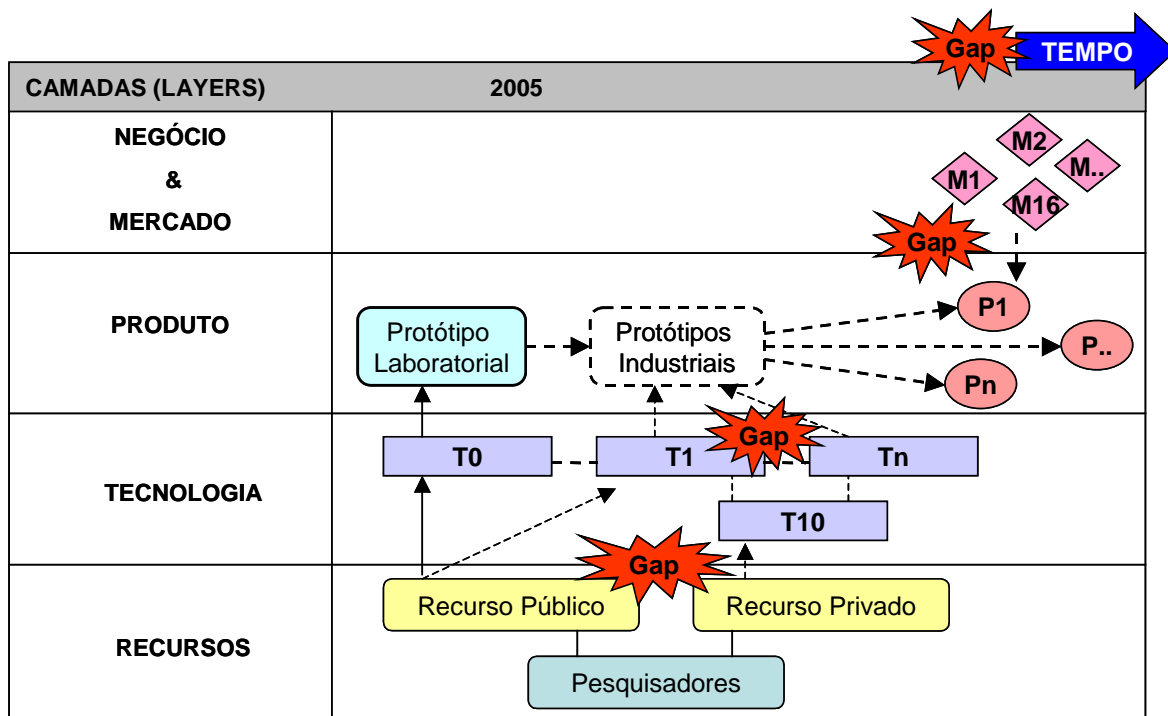 Gap
TEMPO
CAMADAS (LAYERS)
2005
NEGÓCIO
&
MERCADO
M2
M..
M1
M16
Gap
PRODUTO
Protótipo
Laboratorial
Protótipos
Industriais
P1
P..
Pn
TECNOLOGIA
T0
T1
Gap
Tn
T10
RECURSOS
Gap
Recurso Público
Recurso Privado
Pesquisadores